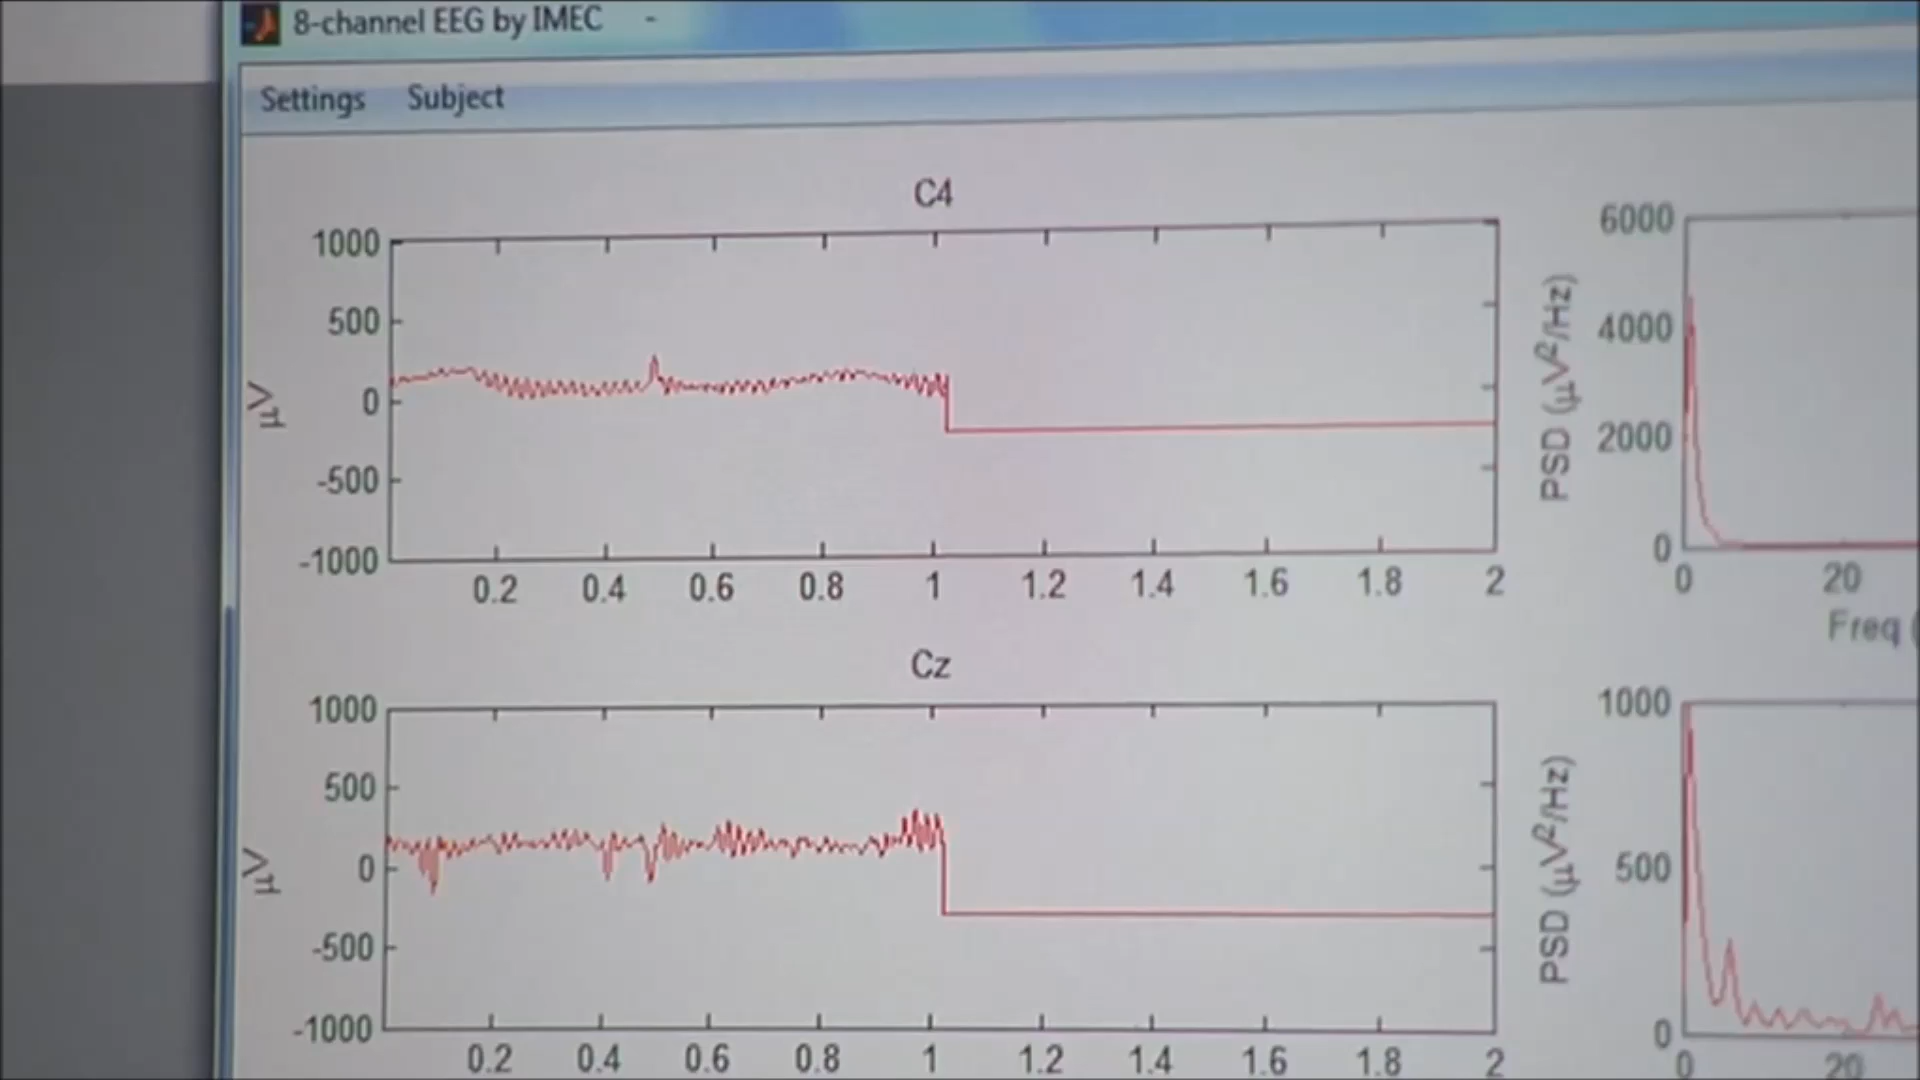 8-channel EEG by IMEC -
Settings Subject
C4
1000
500
0
-500
-1000
µV
0.2 0.4 0.6 0.8 1 1.2 1.4 1.6 1.8 2
6000
4000
2000
0
PSD (µV²/Hz)
0 20
Freq (
Cz
1000
500
0
-500
-1000
µV
0.2 0.4 0.6 0.8 1 1.2 1.4 1.6 1.8 2
1000
500
0
PSD (µV²/Hz)
0 20